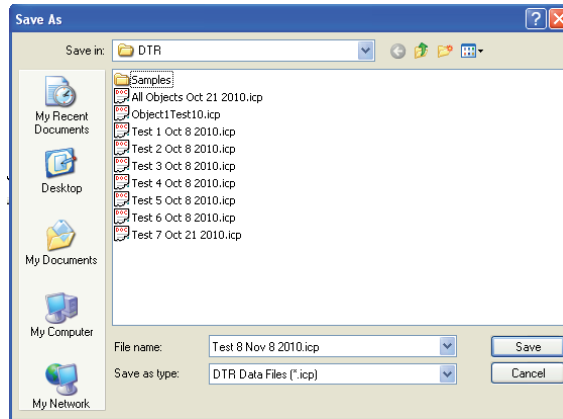 Save As
Save in:
DTR
My Recent
Documents
Desktop
My Documents
My Computer
My Network
Samples
All Objects Oct 21 2010.icp
Object1Test10.icp
Test 1 Oct 8 2010.icp
Test 2 Oct 8 2010.icp
Test 3 Oct 8 2010.icp
Test 4 Oct 8 2010.icp
Test 5 Oct 8 2010.icp
Test 6 Oct 8 2010.icp
Test 7 Oct 21 2010.icp
File name:
Test 8 Nov 8 2010.icp
Save
Save as type:
DTR Data Files (*.icp)
Cancel